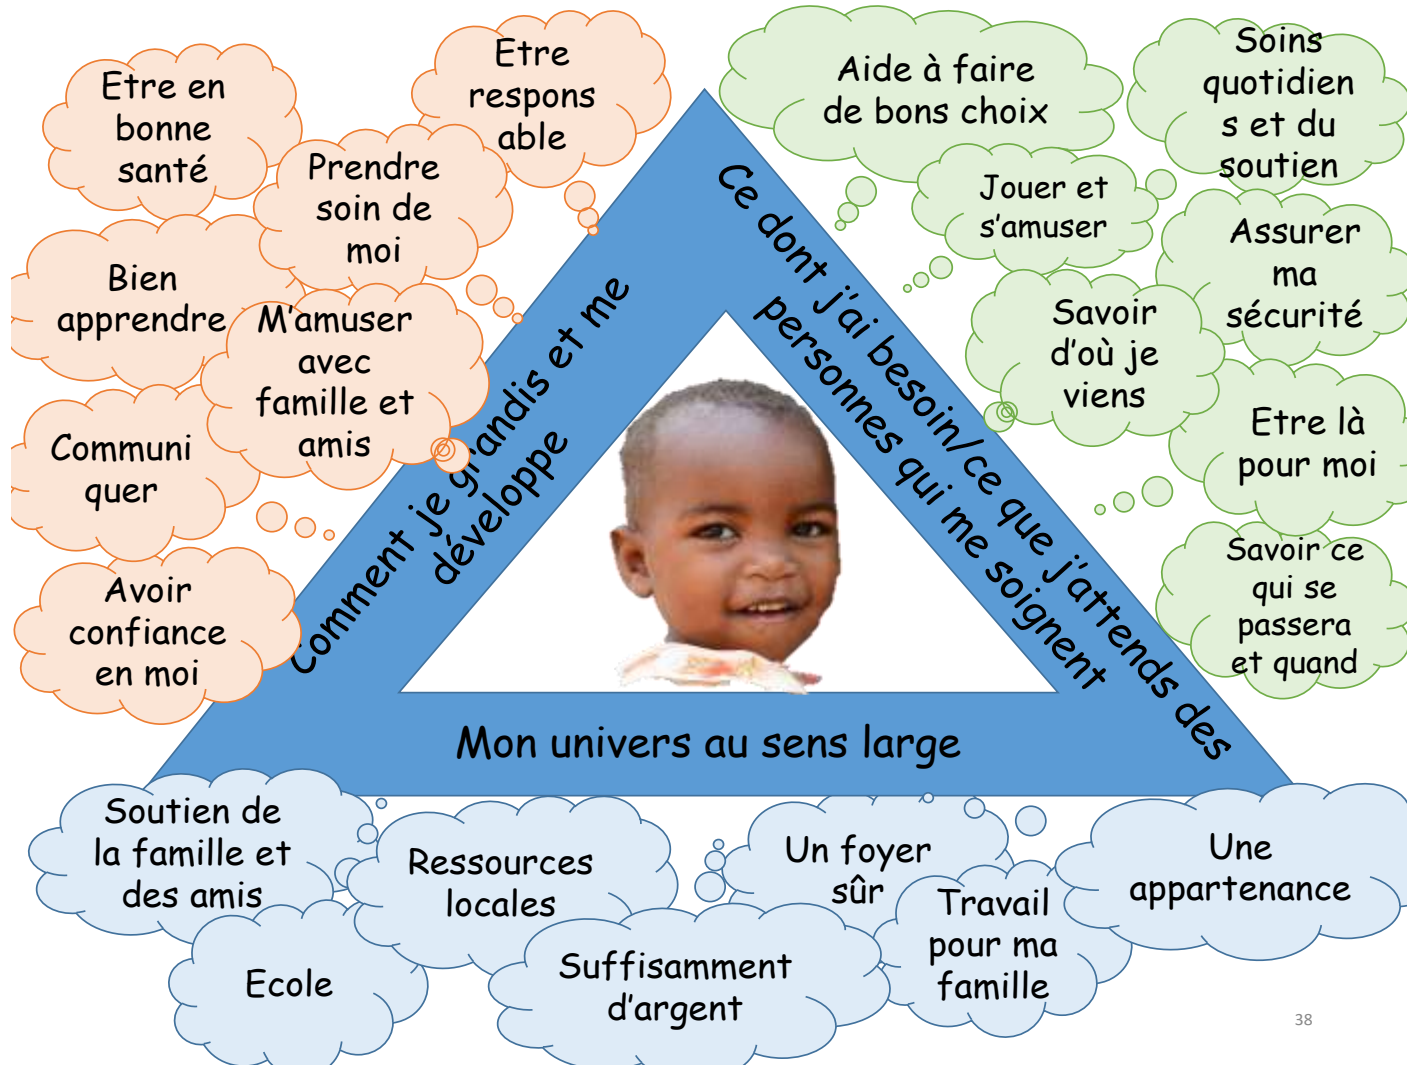 Etre en
bonne
santé
Etre
respons
able
Prendre
soin de
moi
Bien
apprendre
M'amuser
avec
famille et
amis
Communi
quer
Avoir
confiance
en moi
Comment je grandis et me
développe
Aide à faire
de bons choix
Soins
quotidien
s et du
soutien
Jouer et
s'amuser
Assurer
ma
sécurité
Savoir
d'où je
viens
Etre là
pour moi
Savoir ce
qui se
passera
et quand
Ce dont j'ai besoin/ce que j'attends des
personnes qui me soignent
Mon univers au sens large
Soutien de
la famille et
des amis
Ressources
locales
Un foyer
sûr
Une
appartenance
Ecole
Suffisamment
d'argent
Travail
pour ma
famille
38